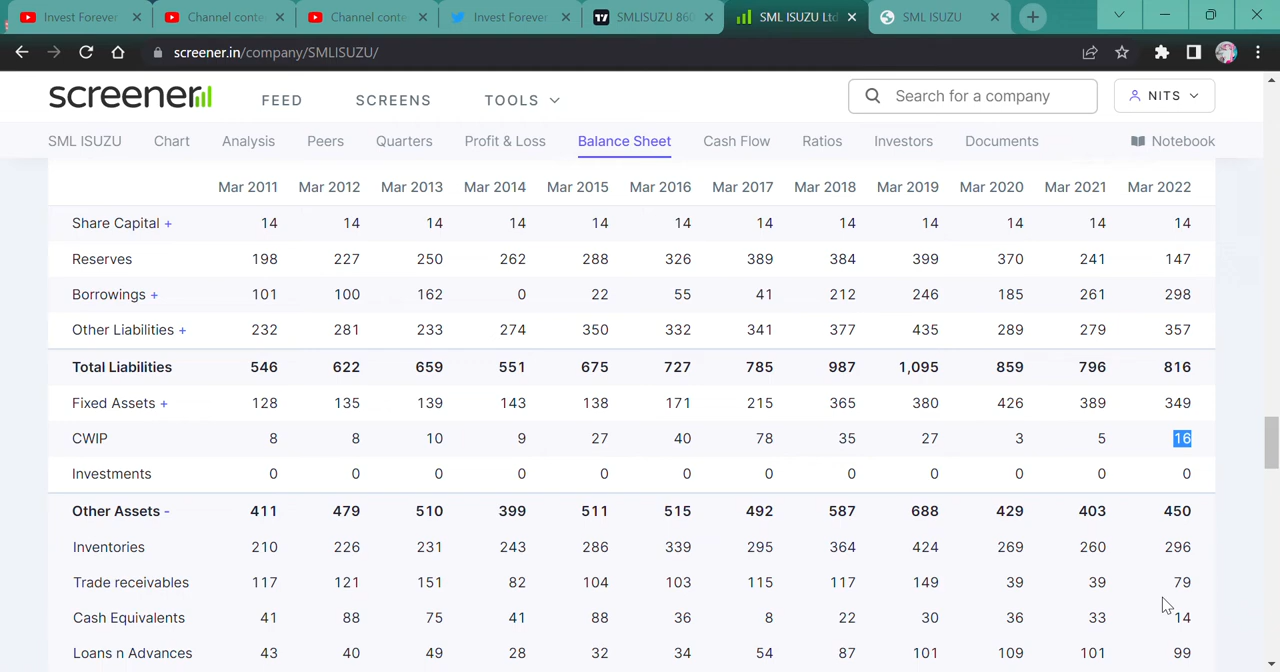 Invest Forever
Channel conte
Channel conte
Invest Forever
SMLISUZU 860
SML ISUZU Ltd
SML ISUZU
screener.in/company/SMLISUZU/
screener
FEED SCREENS TOOLS
Search for a company
NITS
SML ISUZU Chart Analysis Peers Quarters Profit & Loss Balance Sheet Cash Flow Ratios Investors Documents Notebook
Mar 2011 Mar 2012 Mar 2013 Mar 2014 Mar 2015 Mar 2016 Mar 2017 Mar 2018 Mar 2019 Mar 2020 Mar 2021 Mar 2022
Share Capital + 14 14 14 14 14 14 14 14 14 14 14 14
Reserves 198 227 250 262 288 326 389 384 399 370 241 147
Borrowings + 101 100 162 0 22 55 41 212 246 185 261 298
Other Liabilities + 232 281 233 274 350 332 341 377 435 289 279 357
Total Liabilities 546 622 659 551 675 727 785 987 1,095 859 796 816
Fixed Assets + 128 135 139 143 138 171 215 365 380 426 389 349
CWIP 8 8 10 9 27 40 78 35 27 3 5 16
Investments 0 0 0 0 0 0 0 0 0 0 0 0
Other Assets - 411 479 510 399 511 515 492 587 688 429 403 450
Inventories 210 226 231 243 286 339 295 364 424 269 260 296
Trade receivables 117 121 151 82 104 103 115 117 149 39 39 79
Cash Equivalents 41 88 75 41 88 36 8 22 30 36 33 14
Loans n Advances 43 40 49 28 32 34 54 87 101 109 101 99